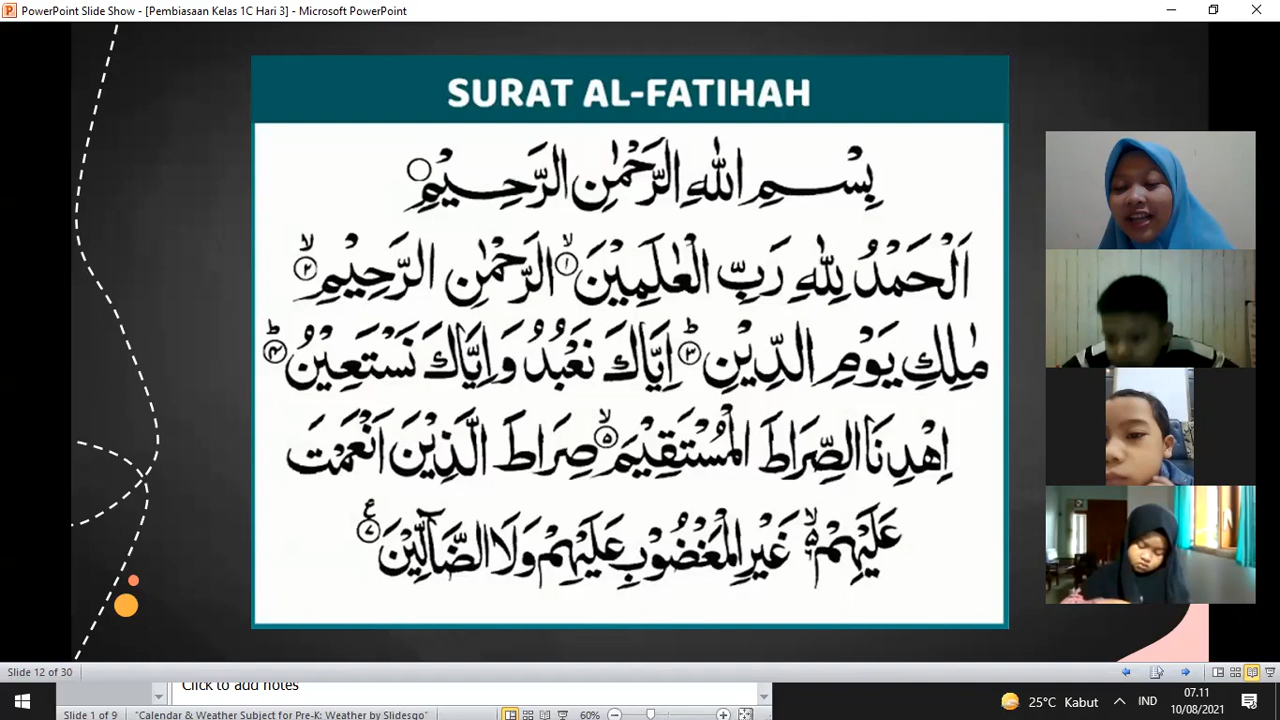 PowerPoint Slide Show - [Pembiasaan Kelas 1C Hari 3] - Microsoft PowerPoint
SURAT AL-FATIHAH
بِسْمِ اللهِ الرَّحْمٰنِ الرَّحِيْمِ
اَلْحَمْدُ لِلّٰهِ رَبِّ الْعٰلَمِيْنَۙ ١ الرَّحْمٰنِ الرَّحِيْمِۙ ٢
مٰلِكِ يَوْمِ الدِّيْنِۗ ٣ اِيَّاكَ نَعْبُدُ وَاِيَّاكَ نَسْتَعِيْنُۗ ٤
اِهْدِنَا الصِّرَاطَ الْمُسْتَقِيْمَۙ ٥ صِرَاطَ الَّذِيْنَ اَنْعَمْتَ
عَلَيْهِمْ ۙ غَيْرِ الْمَغْضُوْبِ عَلَيْهِمْ وَلَا الضَّاۤلِّيْنَ ٧ ع
Slide 12 of 30
Click to add notes
Slide 1 of 9 "Calendar & Weather Subject for Pre-K: Weather by Slidesgo" 60%
25°C Kabut IND 07.11
10/08/2021